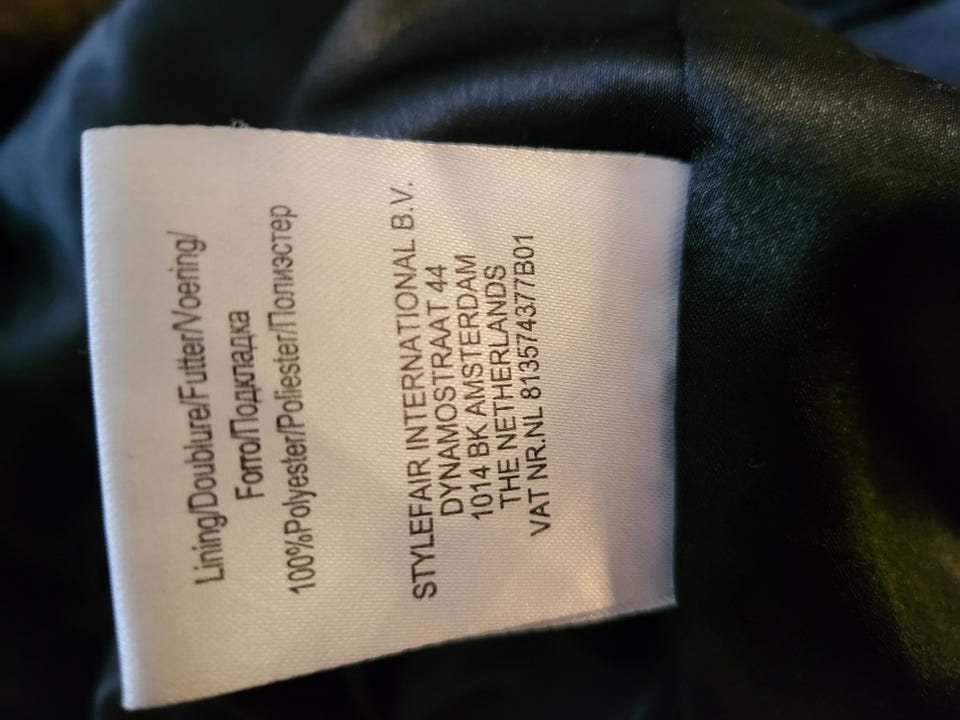 Lining/Doublure/Futter/Voering/
Forro/Подкладка
100%Polyester/Poliester/Полиэстер
STYLEFAIR INTERNATIONAL B.V.
DYNAMOSTRAAT 44
1014 BK AMSTERDAM
THE NETHERLANDS
VAT NR.NL 813574377B01